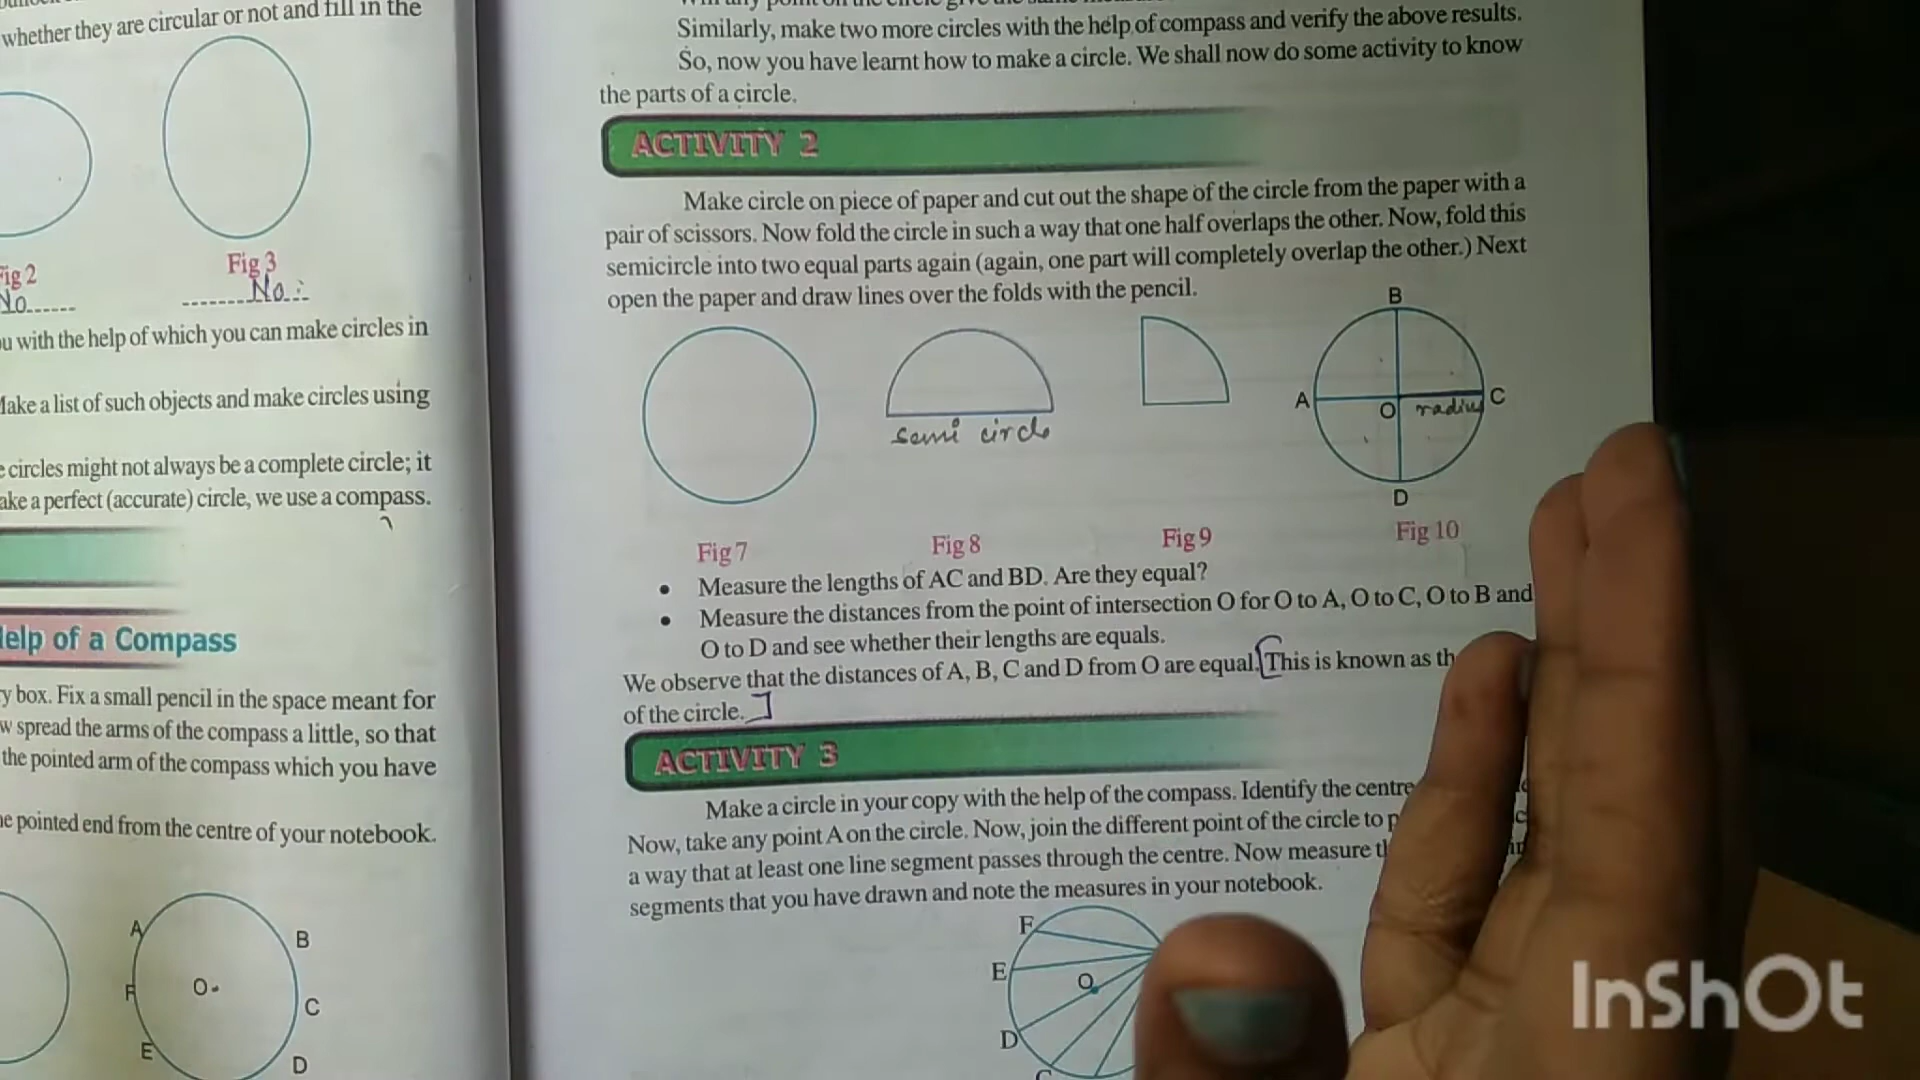 whether they are circular or not and fill in the
Fig 3
Fig 2
No
No
u with the help of which you can make circles in
Make a list of such objects and make circles using
circles might not always be a complete circle; it
ake a perfect (accurate) circle, we use a compass.
Help of a Compass
y box. Fix a small pencil in the space meant for
w spread the arms of the compass a little, so that
the pointed arm of the compass which you have
e pointed end from the centre of your notebook.
A
B
F
O
C
E
D
Similarly, make two more circles with the help of compass and verify the above results.
So, now you have learnt how to make a circle. We shall now do some activity to know
the parts of a circle.
ACTIVITY 2
Make circle on piece of paper and cut out the shape of the circle from the paper with a
pair of scissors. Now fold the circle in such a way that one half overlaps the other. Now, fold this
semicircle into two equal parts again (again, one part will completely overlap the other.) Next
open the paper and draw lines over the folds with the pencil.
B
A
O radius C
semi circle
D
Fig 7 Fig 8 Fig 9 Fig 10
• Measure the lengths of AC and BD. Are they equal?
• Measure the distances from the point of intersection O for O to A, O to C, O to B and
O to D and see whether their lengths are equals.
We observe that the distances of A, B, C and D from O are equal. [This is known as th
of the circle. ]
ACTIVITY 3
Make a circle in your copy with the help of the compass. Identify the centre
Now, take any point A on the circle. Now, join the different point of the circle to p
a way that at least one line segment passes through the centre. Now measure t
segments that you have drawn and note the measures in your notebook.
F
E
O
D
C
InShOt